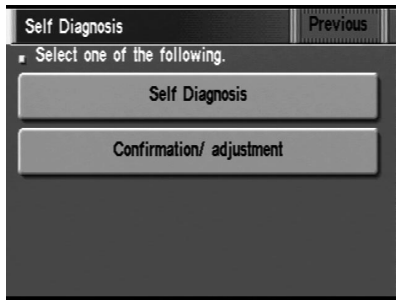 Self Diagnosis
Previous
Select one of the following.
Self Diagnosis
Confirmation/ adjustment